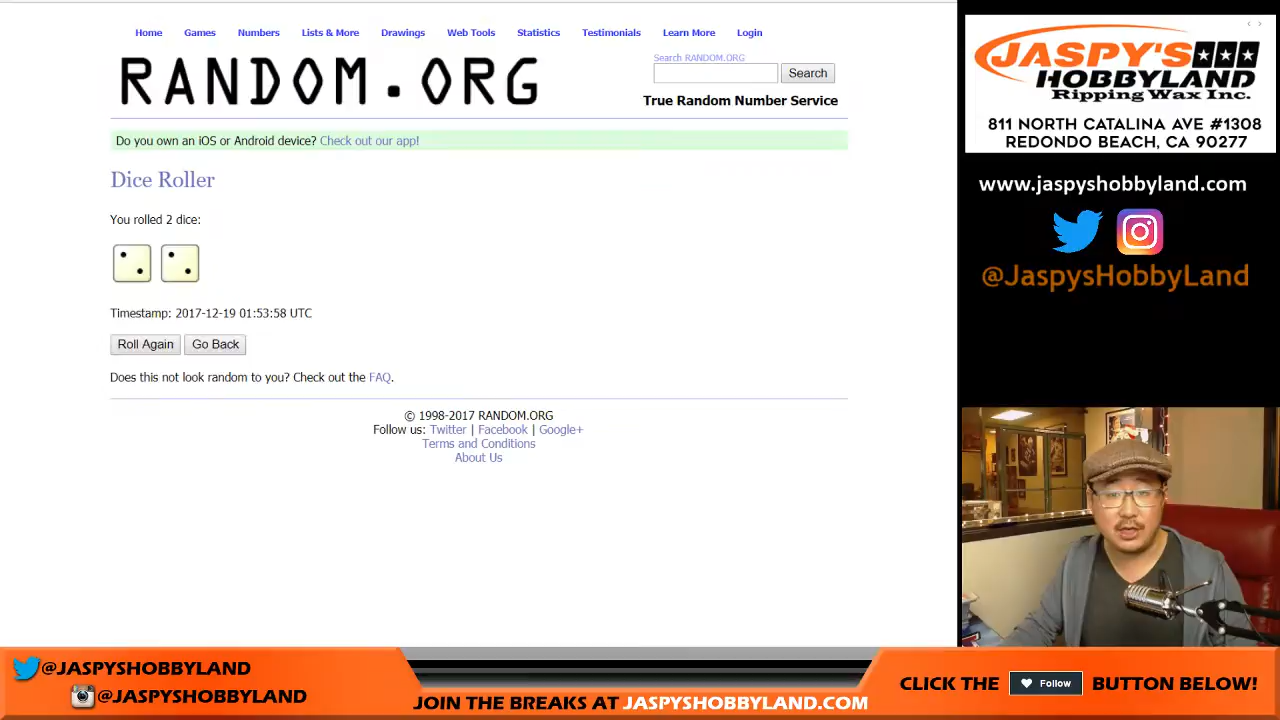 Home Games Numbers Lists & More Drawings Web Tools Statistics Testimonials Learn More Login
RANDOM.ORG
Search RANDOM.ORG
Search
True Random Number Service
Do you own an iOS or Android device? Check out our app!
Dice Roller
You rolled 2 dice:
Timestamp: 2017-12-19 01:53:58 UTC
Roll Again Go Back
Does this not look random to you? Check out the FAQ.
© 1998-2017 RANDOM.ORG
Follow us: Twitter | Facebook | Google+
Terms and Conditions
About Us
JASPY'S
HOBBYLAND
Ripping Wax Inc.
811 NORTH CATALINA AVE #1308
REDONDO BEACH, CA 90277
www.jaspyshobbyland.com
@JaspysHobbyLand
@JASPYSHOBBYLAND
@JASPYSHOBBYLAND
JOIN THE BREAKS AT JASPYSHOBBYLAND.COM
CLICK THE Follow BUTTON BELOW!